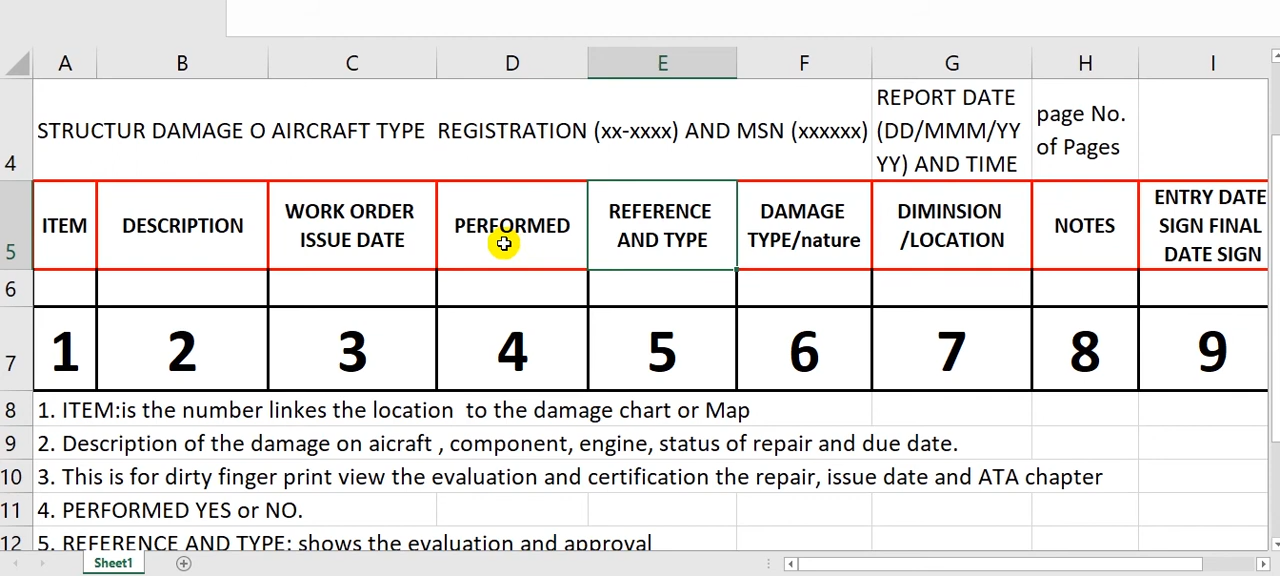 A B C D E F G H I
4 STRUCTUR DAMAGE O AIRCRAFT TYPE REGISTRATION (xx-xxxx) AND MSN (xxxxxx)
REPORT DATE
(DD/MMM/YY
YY) AND TIME
page No.
of Pages
5
ITEM
DESCRIPTION
WORK ORDER
ISSUE DATE
PERFORMED
REFERENCE
AND TYPE
DAMAGE
TYPE/nature
DIMINSION
/LOCATION
NOTES
ENTRY DATE
SIGN FINAL
DATE SIGN
6
7 1 2 3 4 5 6 7 8 9
8 1. ITEM:is the number linkes the location to the damage chart or Map
9 2. Description of the damage on aicraft , component, engine, status of repair and due date.
10 3. This is for dirty finger print view the evaluation and certification the repair, issue date and ATA chapter
11 4. PERFORMED YES or NO.
12 5. REFERENCE AND TYPE: shows the evaluation and approval
Sheet1